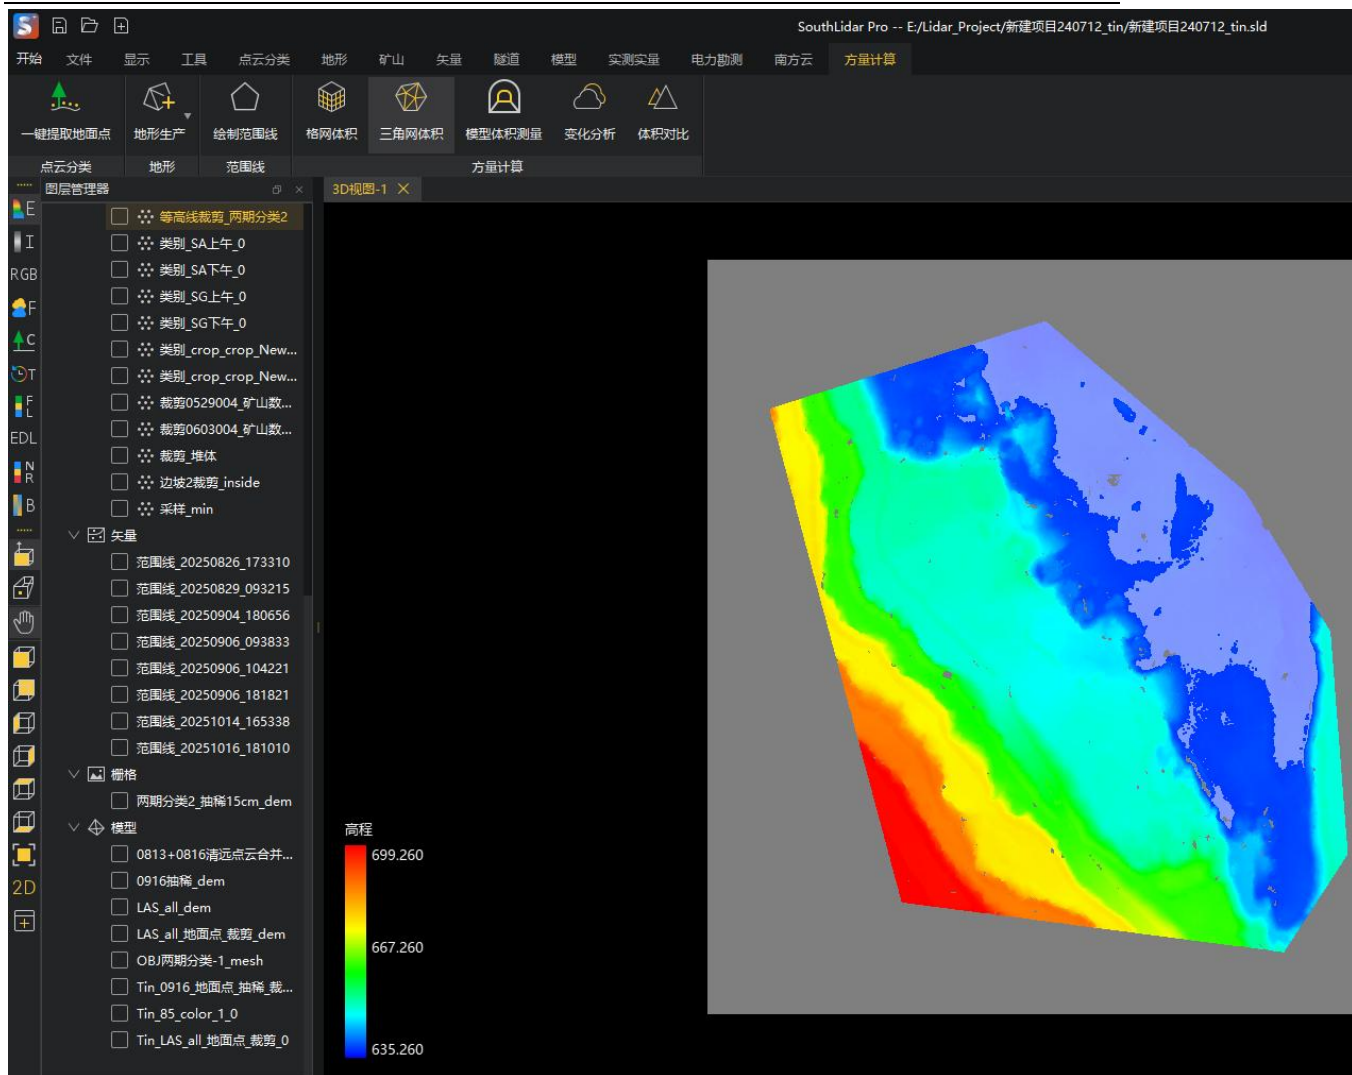 SouthLidar Pro -- E:/Lidar_Project/新建项目240712_tin/新建项目240712_tin.sld
开始 文件 显示 工具 点云分类 地形 矿山 矢量 隧道 模型 实测实量 电力勘测 南方云 方量计算
一键提取地面点 地形生产 绘制范围线 格网体积 三角网体积 模型体积测量 变化分析 体积对比
点云分类 地形 范围线 方量计算
图层管理器
3D视图-1
E
I
RGB
F
C
T
F L
EDL
N R
B
2D
等高线裁剪_两期分类2
类别_SA上午_0
类别_SA下午_0
类别_SG上午_0
类别_SG下午_0
类别_crop_crop_New...
类别_crop_crop_New...
裁剪0529004_矿山数...
裁剪0603004_矿山数...
裁剪_堆体
边坡2裁剪_inside
采样_min
矢量
范围线_20250826_173310
范围线_20250829_093215
范围线_20250904_180656
范围线_20250906_093833
范围线_20250906_104221
范围线_20250906_181821
范围线_20251014_165338
范围线_20251016_181010
栅格
两期分类2_抽稀15cm_dem
模型
0813+0816清远点云合并...
0916抽稀_dem
LAS_all_dem
LAS_all_地面点_裁剪_dem
OBJ两期分类-1_mesh
Tin_0916_地面点_抽稀_裁...
Tin_85_color_1_0
Tin_LAS_all_地面点_裁剪_0
高程
699.260
667.260
635.260